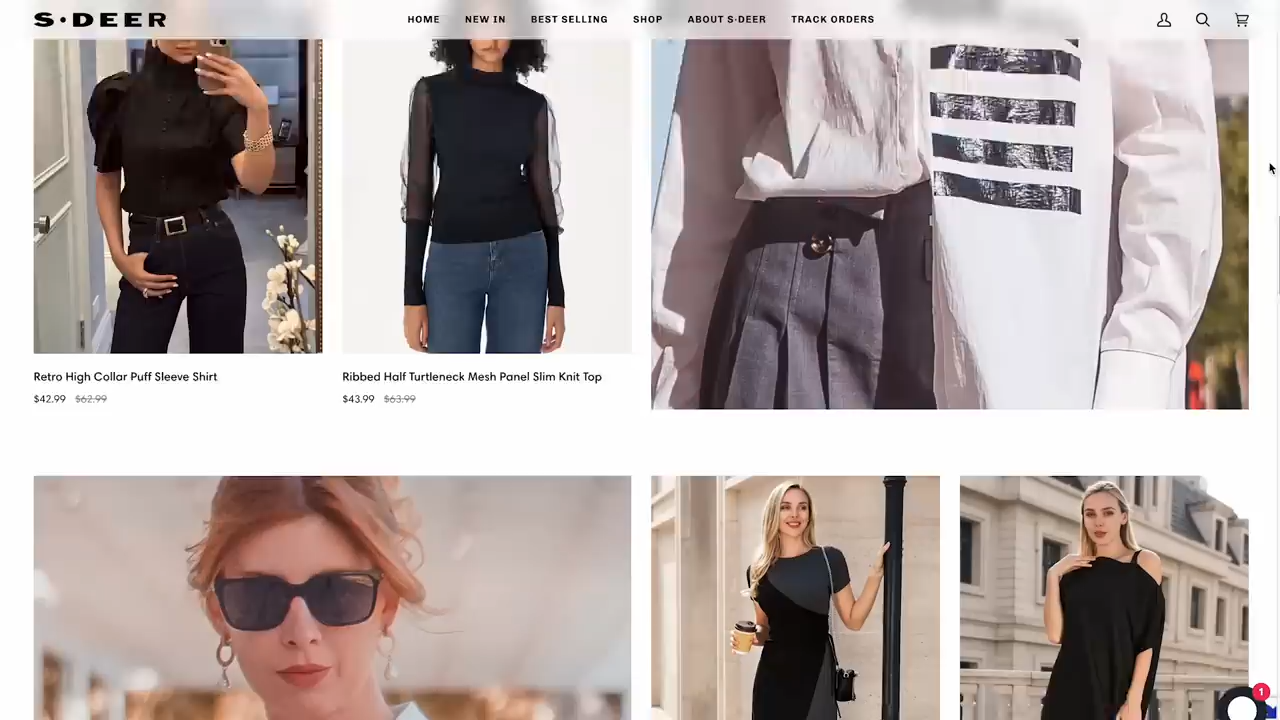 S·DEER
HOME NEW IN BEST SELLING SHOP ABOUT S·DEER TRACK ORDERS
Retro High Collar Puff Sleeve Shirt
$42.99 $62.99
Ribbed Half Turtleneck Mesh Panel Slim Knit Top
$43.99 $63.99
1